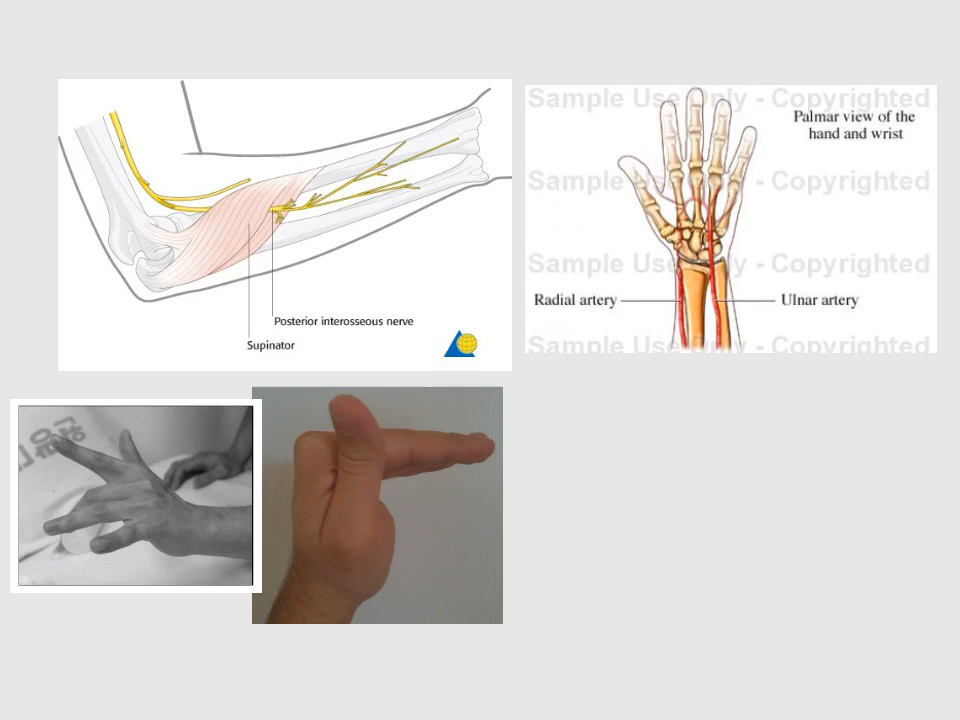 Posterior interosseous nerve
Supinator
Sample Use Only - Copyrighted
Palmar view of the
hand and wrist
Sample Use Only - Copyrighted
Sample Use Only - Copyrighted
Radial artery
Ulnar artery
Sample Use Only - Copyrighted